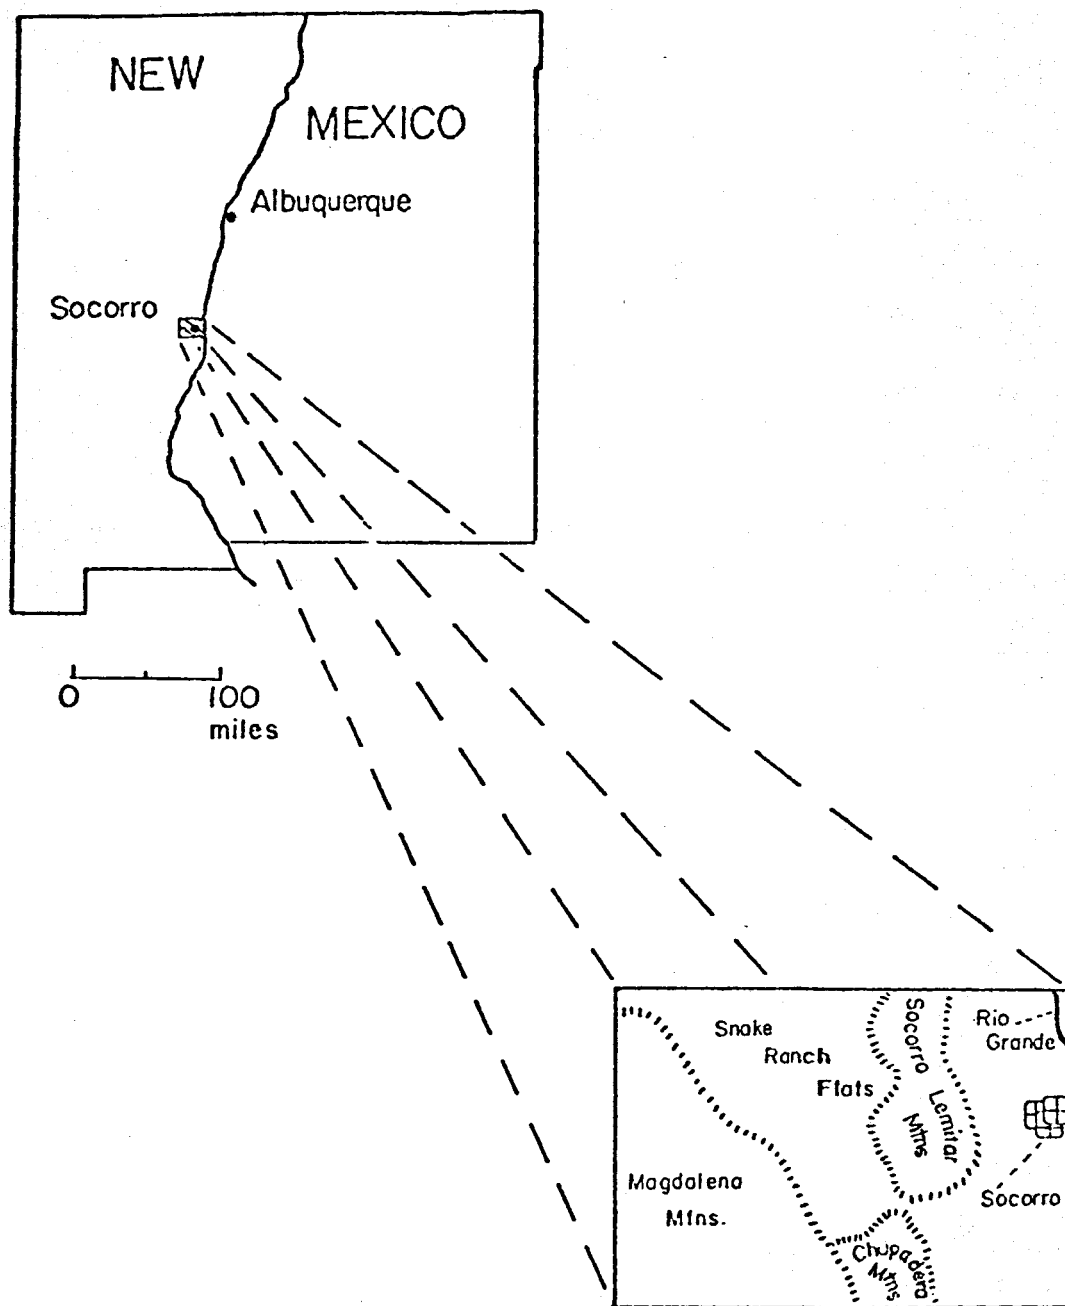 NEW
MEXICO
Albuquerque
Socorro
0 100
miles
Snake
Ranch
Flats
Socorro
Lemitar
Mtns
Rio
Grande
Magdalena
Mtns.
Socorro
Chupadera
Mtns